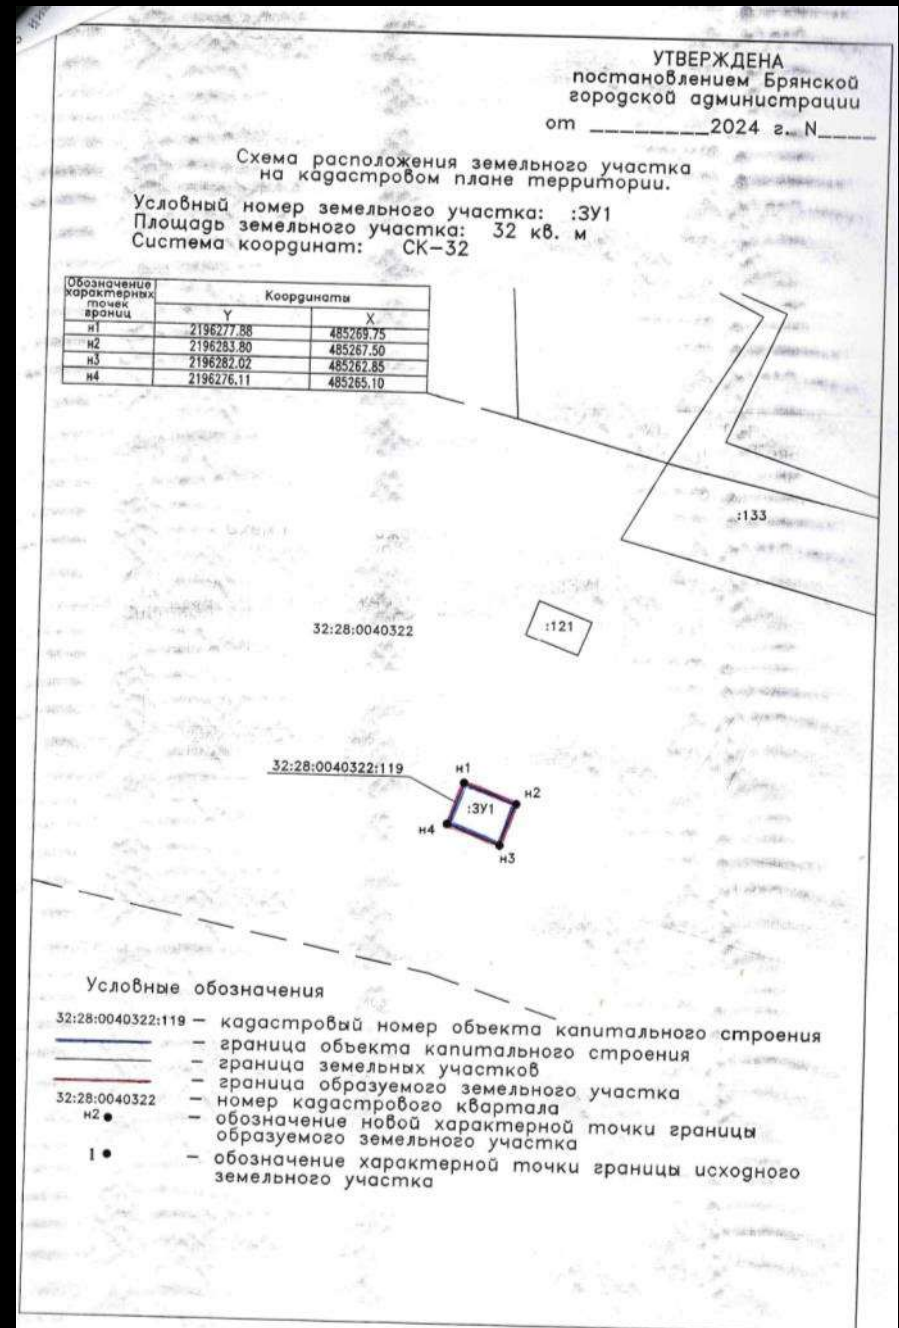 УТВЕРЖДЕНА
постановлением Брянской
городской администрации
от _________2024 г. N____
Схема расположения земельного участка
на кадастровом плане территории.
Условный номер земельного участка: :ЗУ1
Площадь земельного участка: 32 кв. м
Система координат: СК-32
Обозначение характерных точек границ
Координаты
Y X
н1 2196277.88 485269.75
н2 2196283.80 485267.50
н3 2196282.02 485262.85
н4 2196276.11 485265.10
:133
32:28:0040322
:121
32:28:0040322:119
н1
н2
:ЗУ1
н4
н3
Условные обозначения
32:28:0040322:119 – кадастровый номер объекта капитального строения
– граница объекта капитального строения
– граница земельных участков
– граница образуемого земельного участка
32:28:0040322 – номер кадастрового квартала
н2 – обозначение новой характерной точки границы
образуемого земельного участка
1 – обозначение характерной точки границы исходного
земельного участка